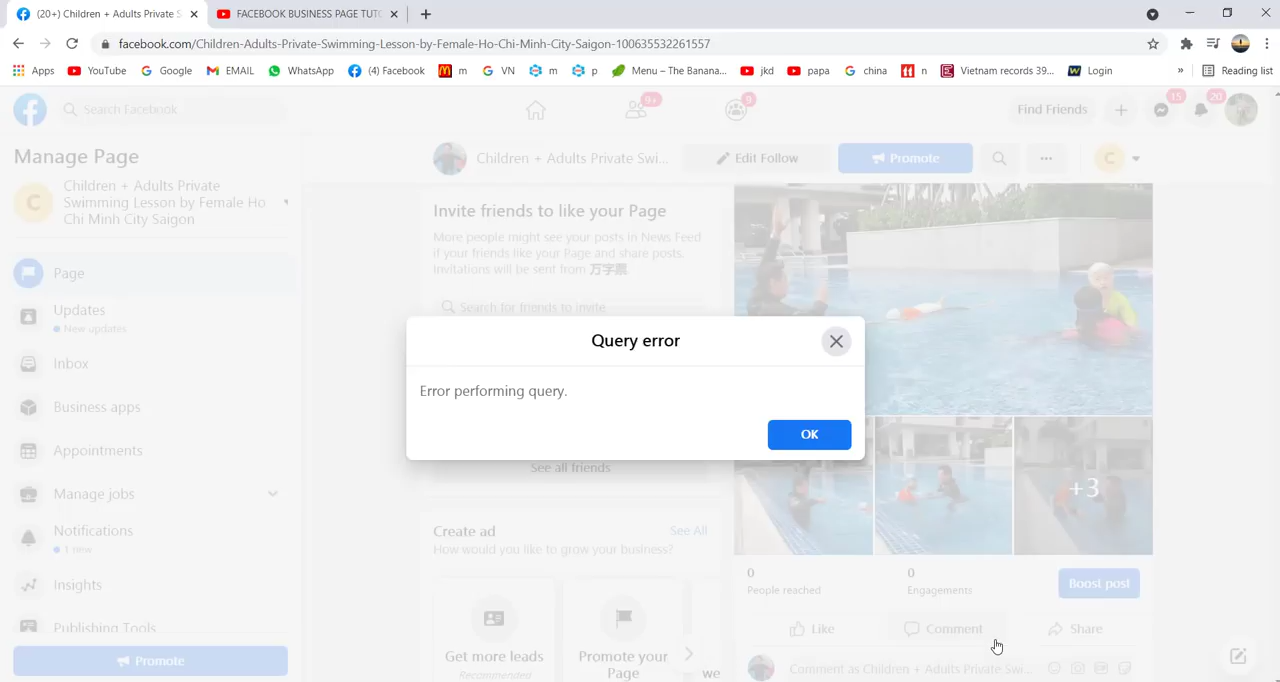 (20+) Children + Adults Private S
FACEBOOK BUSINESS PAGE TUTO
facebook.com/Children-Adults-Private-Swimming-Lesson-by-Female-Ho-Chi-Minh-City-Saigon-100635532261557
Apps
YouTube
Google
EMAIL
WhatsApp
(4) Facebook
m
VN
m
p
Menu – The Banana...
jkd
papa
china
n
Vietnam records 39...
Login
»
Reading list
Search Facebook
9+
9
Find Friends
15
20
Manage Page
C
Children + Adults Private
Swimming Lesson by Female Ho
Chi Minh City Saigon
Page
Updates
New updates
Inbox
Business apps
Appointments
Manage jobs
Notifications
1 new
Insights
Publishing Tools
Promote
Children + Adults Private Swi...
Edit Follow
Promote
C
Invite friends to like your Page
More people might see your posts in News Feed
if your friends like your Page and share posts.
Invitations will be sent from 万字票.
Search for friends to invite
Query error
Error performing query.
OK
See all friends
Create ad
See All
How would you like to grow your business?
Get more leads
Recommended
Promote your
Page
we
+3
0
People reached
0
Engagements
Boost post
Like
Comment
Share
Comment as Children + Adults Private Swi...